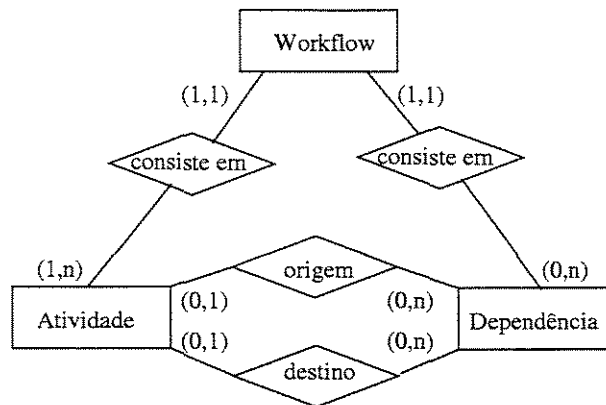 Workflow
(1,1) (1,1)
consiste em consiste em
(1,n) (0,n)
origem
(0,1) (0,n)
Atividade Dependência
(0,1) (0,n)
destino